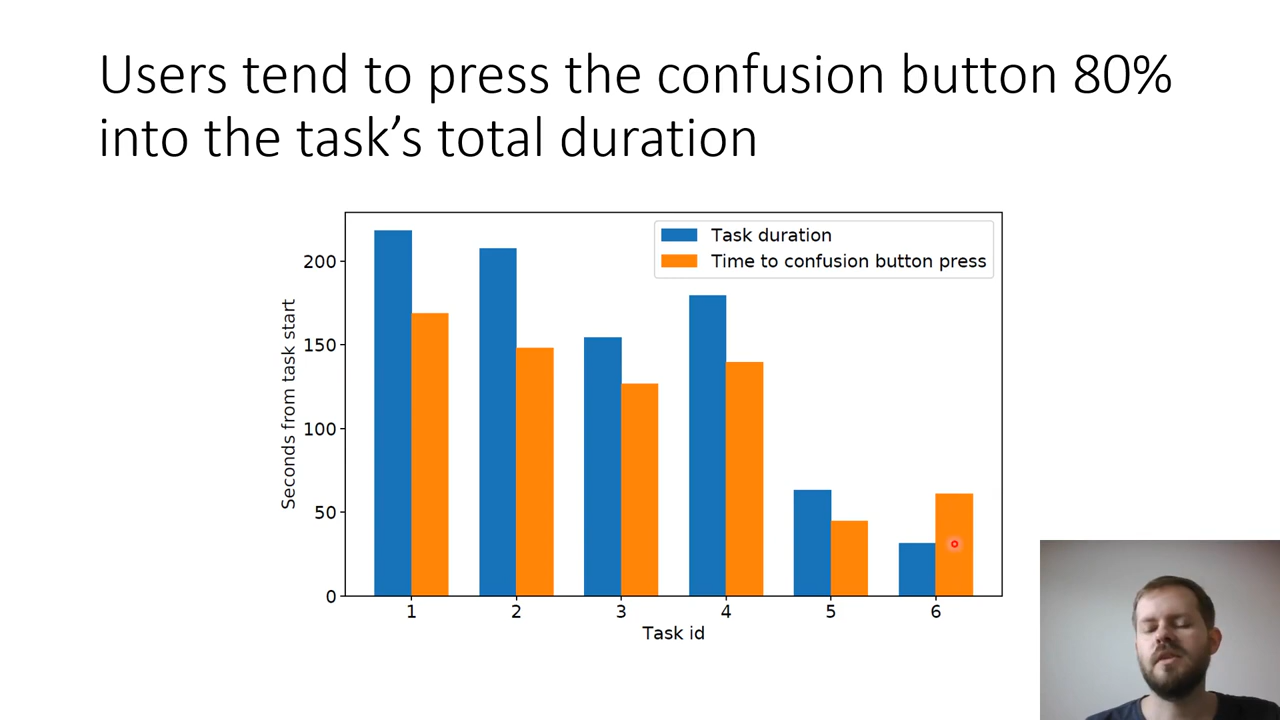 Users tend to press the confusion button 80%
into the task’s total duration
Task duration
Time to confusion button press
Seconds from task start
200
150
100
50
0
1 2 3 4 5 6
Task id